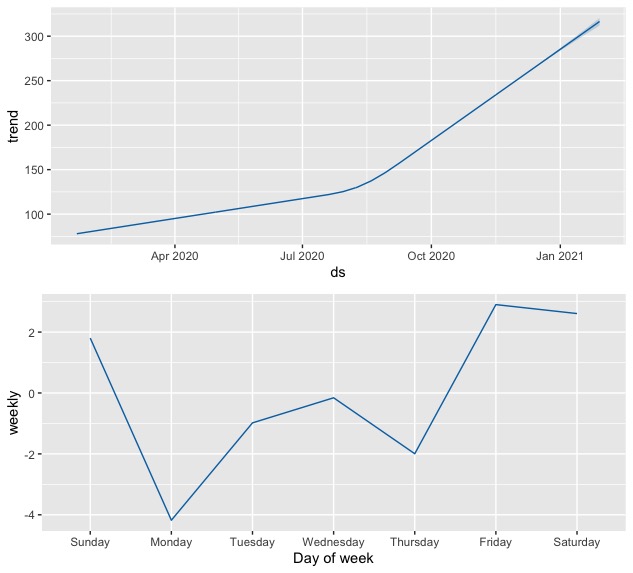 300
250
200
150
100
trend
Apr 2020 Jul 2020 Oct 2020 Jan 2021
ds
2
0
-2
-4
weekly
Sunday Monday Tuesday Wednesday Thursday Friday Saturday
Day of week